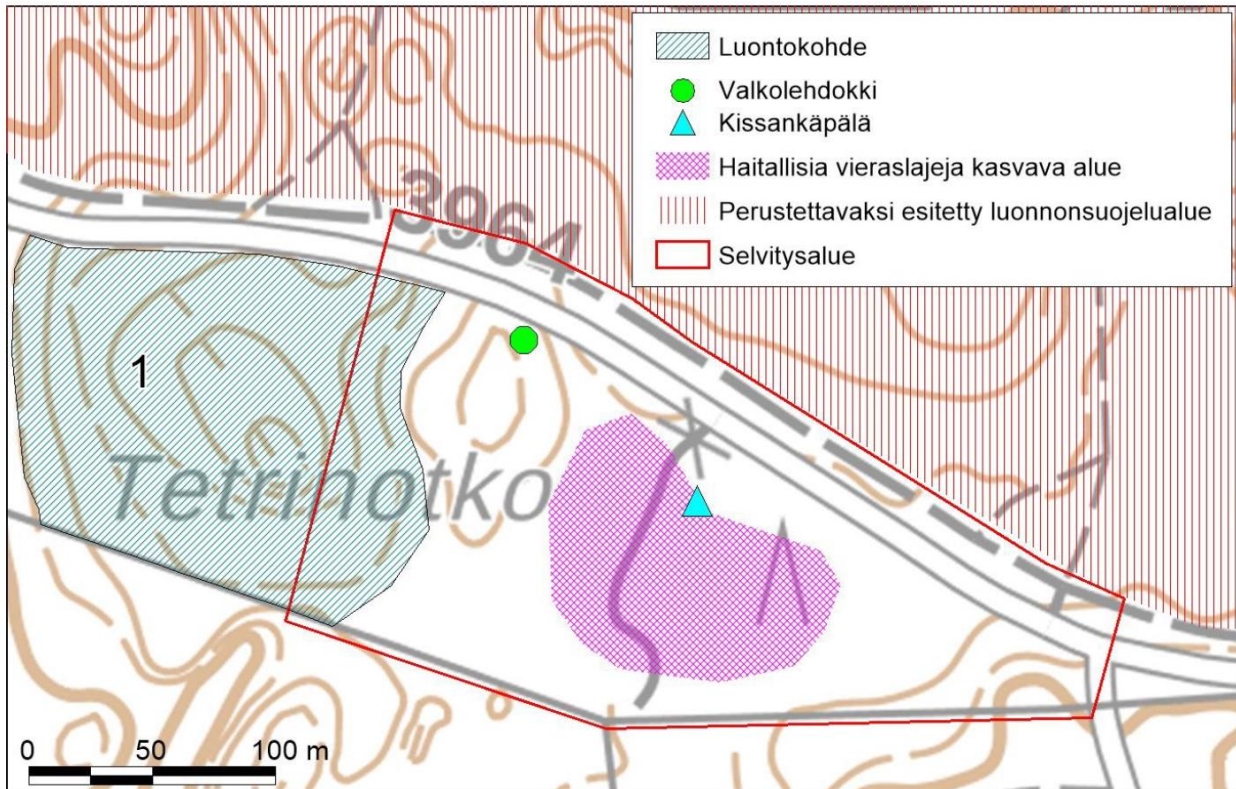 Luontokohde
Valkolehdokki
Kissankäpälä
Haitallisia vieraslajeja kasvava alue
Perustettavaksi esitetty luonnonsuojelualue
Selvitysalue
3964
1
Tetrinotko
0 50 100 m